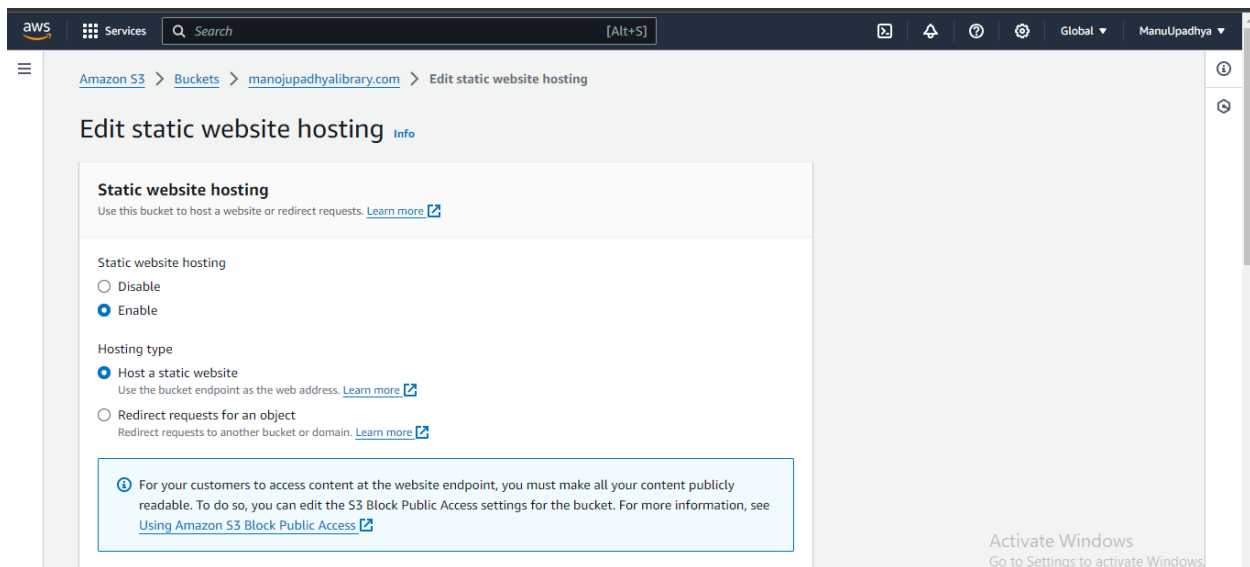 aws Services Search [Alt+S] Global ManuUpadhya
Amazon S3 > Buckets > manojupadhyalibrary.com > Edit static website hosting
Edit static website hosting Info
Static website hosting
Use this bucket to host a website or redirect requests. Learn more
Static website hosting
Disable
Enable
Hosting type
Host a static website
Use the bucket endpoint as the web address. Learn more
Redirect requests for an object
Redirect requests to another bucket or domain. Learn more
For your customers to access content at the website endpoint, you must make all your content publicly
readable. To do so, you can edit the S3 Block Public Access settings for the bucket. For more information, see
Using Amazon S3 Block Public Access
Activate Windows
Go to Settings to activate Windows.